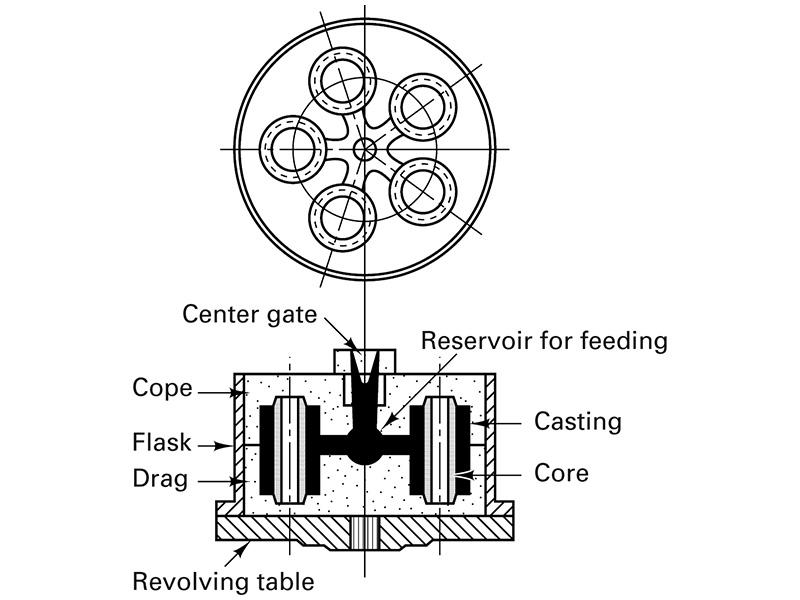 Center gate
Reservoir for feeding
Cope
Casting
Flask
Drag
Core
Revolving table